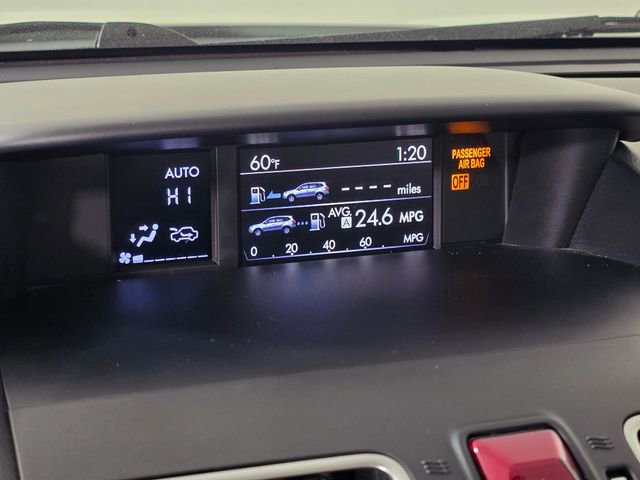 AUTO
HI
60°F 1:20
- - - - miles
AVG A 24.6 MPG
0 20 40 60 MPG
PASSENGER
AIR BAG
OFF